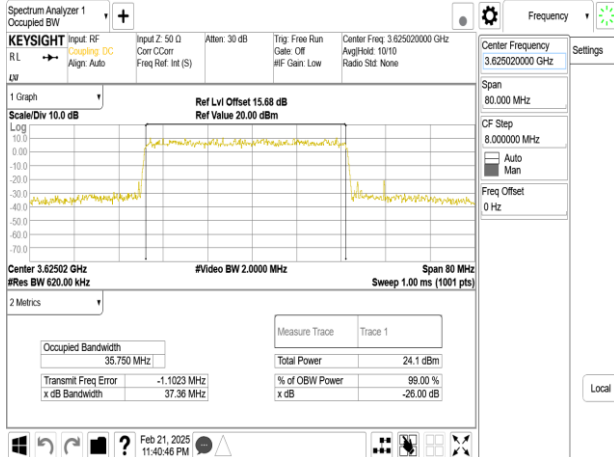 Spectrum Analyzer 1
Occupied BW
+
Frequency
KEYSIGHT
RL
Input: RF
Coupling: DC
Align: Auto
Input Z: 50 Ω
Corr CCorr
Freq Ref: Int (S)
Atten: 30 dB
Trig: Free Run
Gate: Off
#IF Gain: Low
Center Freq: 3.625020000 GHz
Avg|Hold: 10/10
Radio Std: None
LXI
1 Graph
Scale/Div 10.0 dB
Ref Lvl Offset 15.68 dB
Ref Value 20.00 dBm
Log
10.0
0.00
-10.0
-20.0
-30.0
-40.0
-50.0
-60.0
-70.0
Center 3.62502 GHz
#Res BW 620.00 kHz
#Video BW 2.0000 MHz
Span 80 MHz
Sweep 1.00 ms (1001 pts)
2 Metrics
Measure Trace
Trace 1
Occupied Bandwidth
35.750 MHz
Total Power
24.1 dBm
Transmit Freq Error
-1.1023 MHz
% of OBW Power
99.00 %
x dB Bandwidth
37.36 MHz
x dB
-26.00 dB
?
Feb 21, 2025
11:40:46 PM
Center Frequency
3.625020000 GHz
Settings
Span
80.000 MHz
CF Step
8.000000 MHz
Auto
Man
Freq Offset
0 Hz
Local